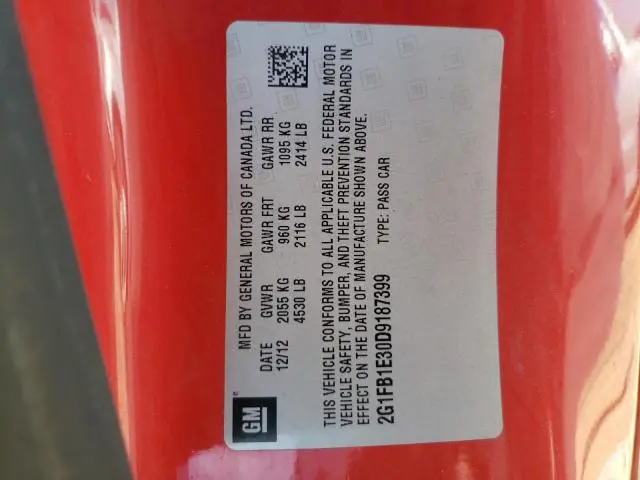 GM
MFD BY GENERAL MOTORS OF CANADA LTD.
DATE GVWR GAWR FRT GAWR RR
12/12 2055 KG 960 KG 1095 KG
4530 LB 2116 LB 2414 LB
THIS VEHICLE CONFORMS TO ALL APPLICABLE U.S. FEDERAL MOTOR
VEHICLE SAFETY, BUMPER, AND THEFT PREVENTION STANDARDS IN
EFFECT ON THE DATE OF MANUFACTURE SHOWN ABOVE.
2G1FB1E30D9187399 TYPE: PASS CAR